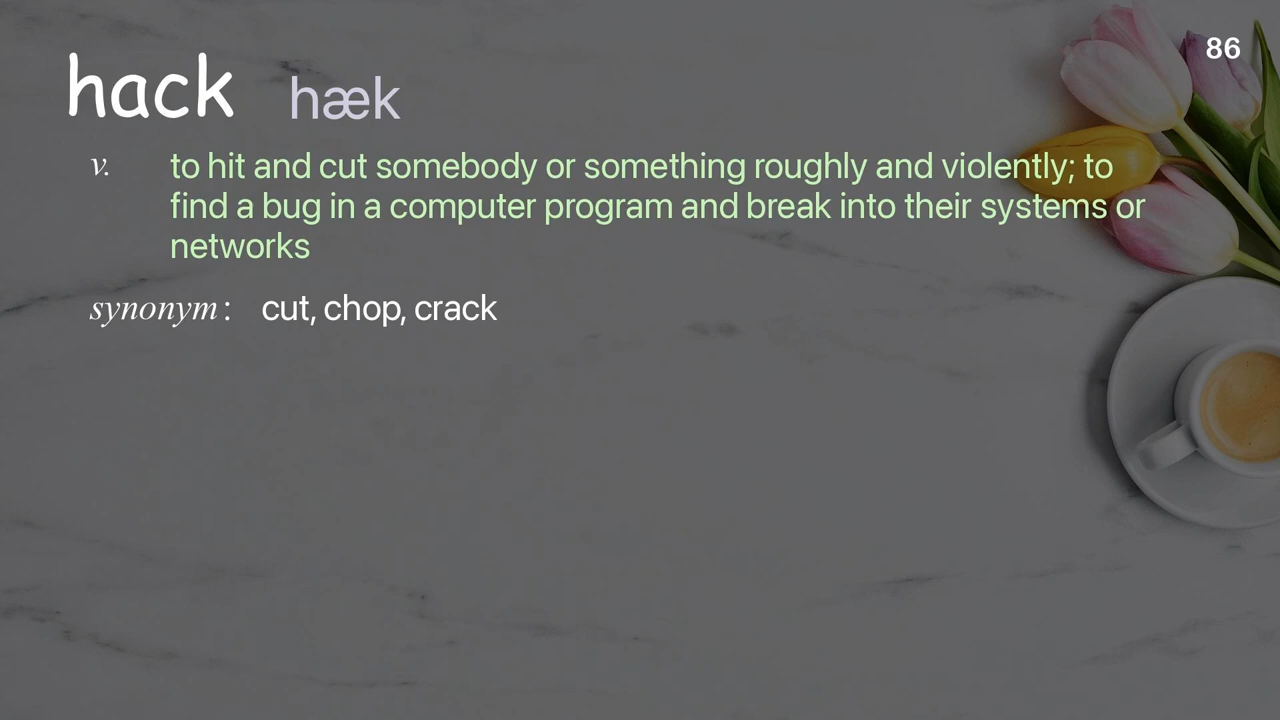 86
hack hæk
v. to hit and cut somebody or something roughly and violently; to
find a bug in a computer program and break into their systems or
networks
synonym: cut, chop, crack